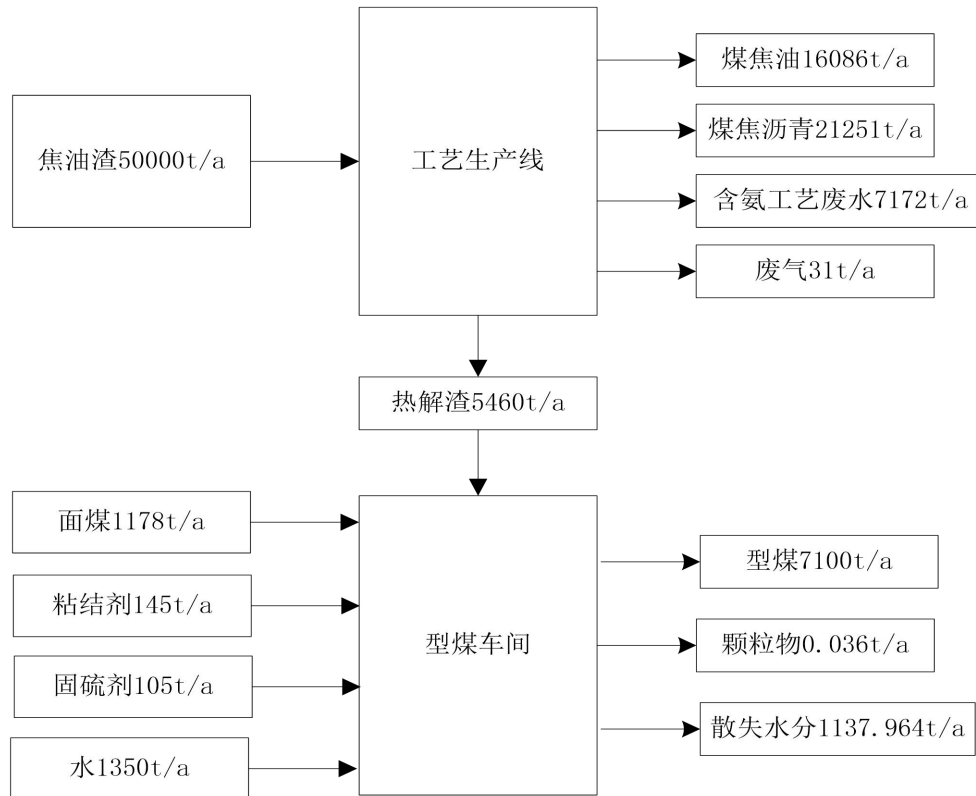 煤焦油16086t/a
焦油渣50000t/a
工艺生产线
煤焦沥青21251t/a
含氨工艺废水7172t/a
废气31t/a
热解渣5460t/a
面煤1178t/a
粘结剂145t/a
固硫剂105t/a
水1350t/a
型煤车间
型煤7100t/a
颗粒物0.036t/a
散失水分1137.964t/a